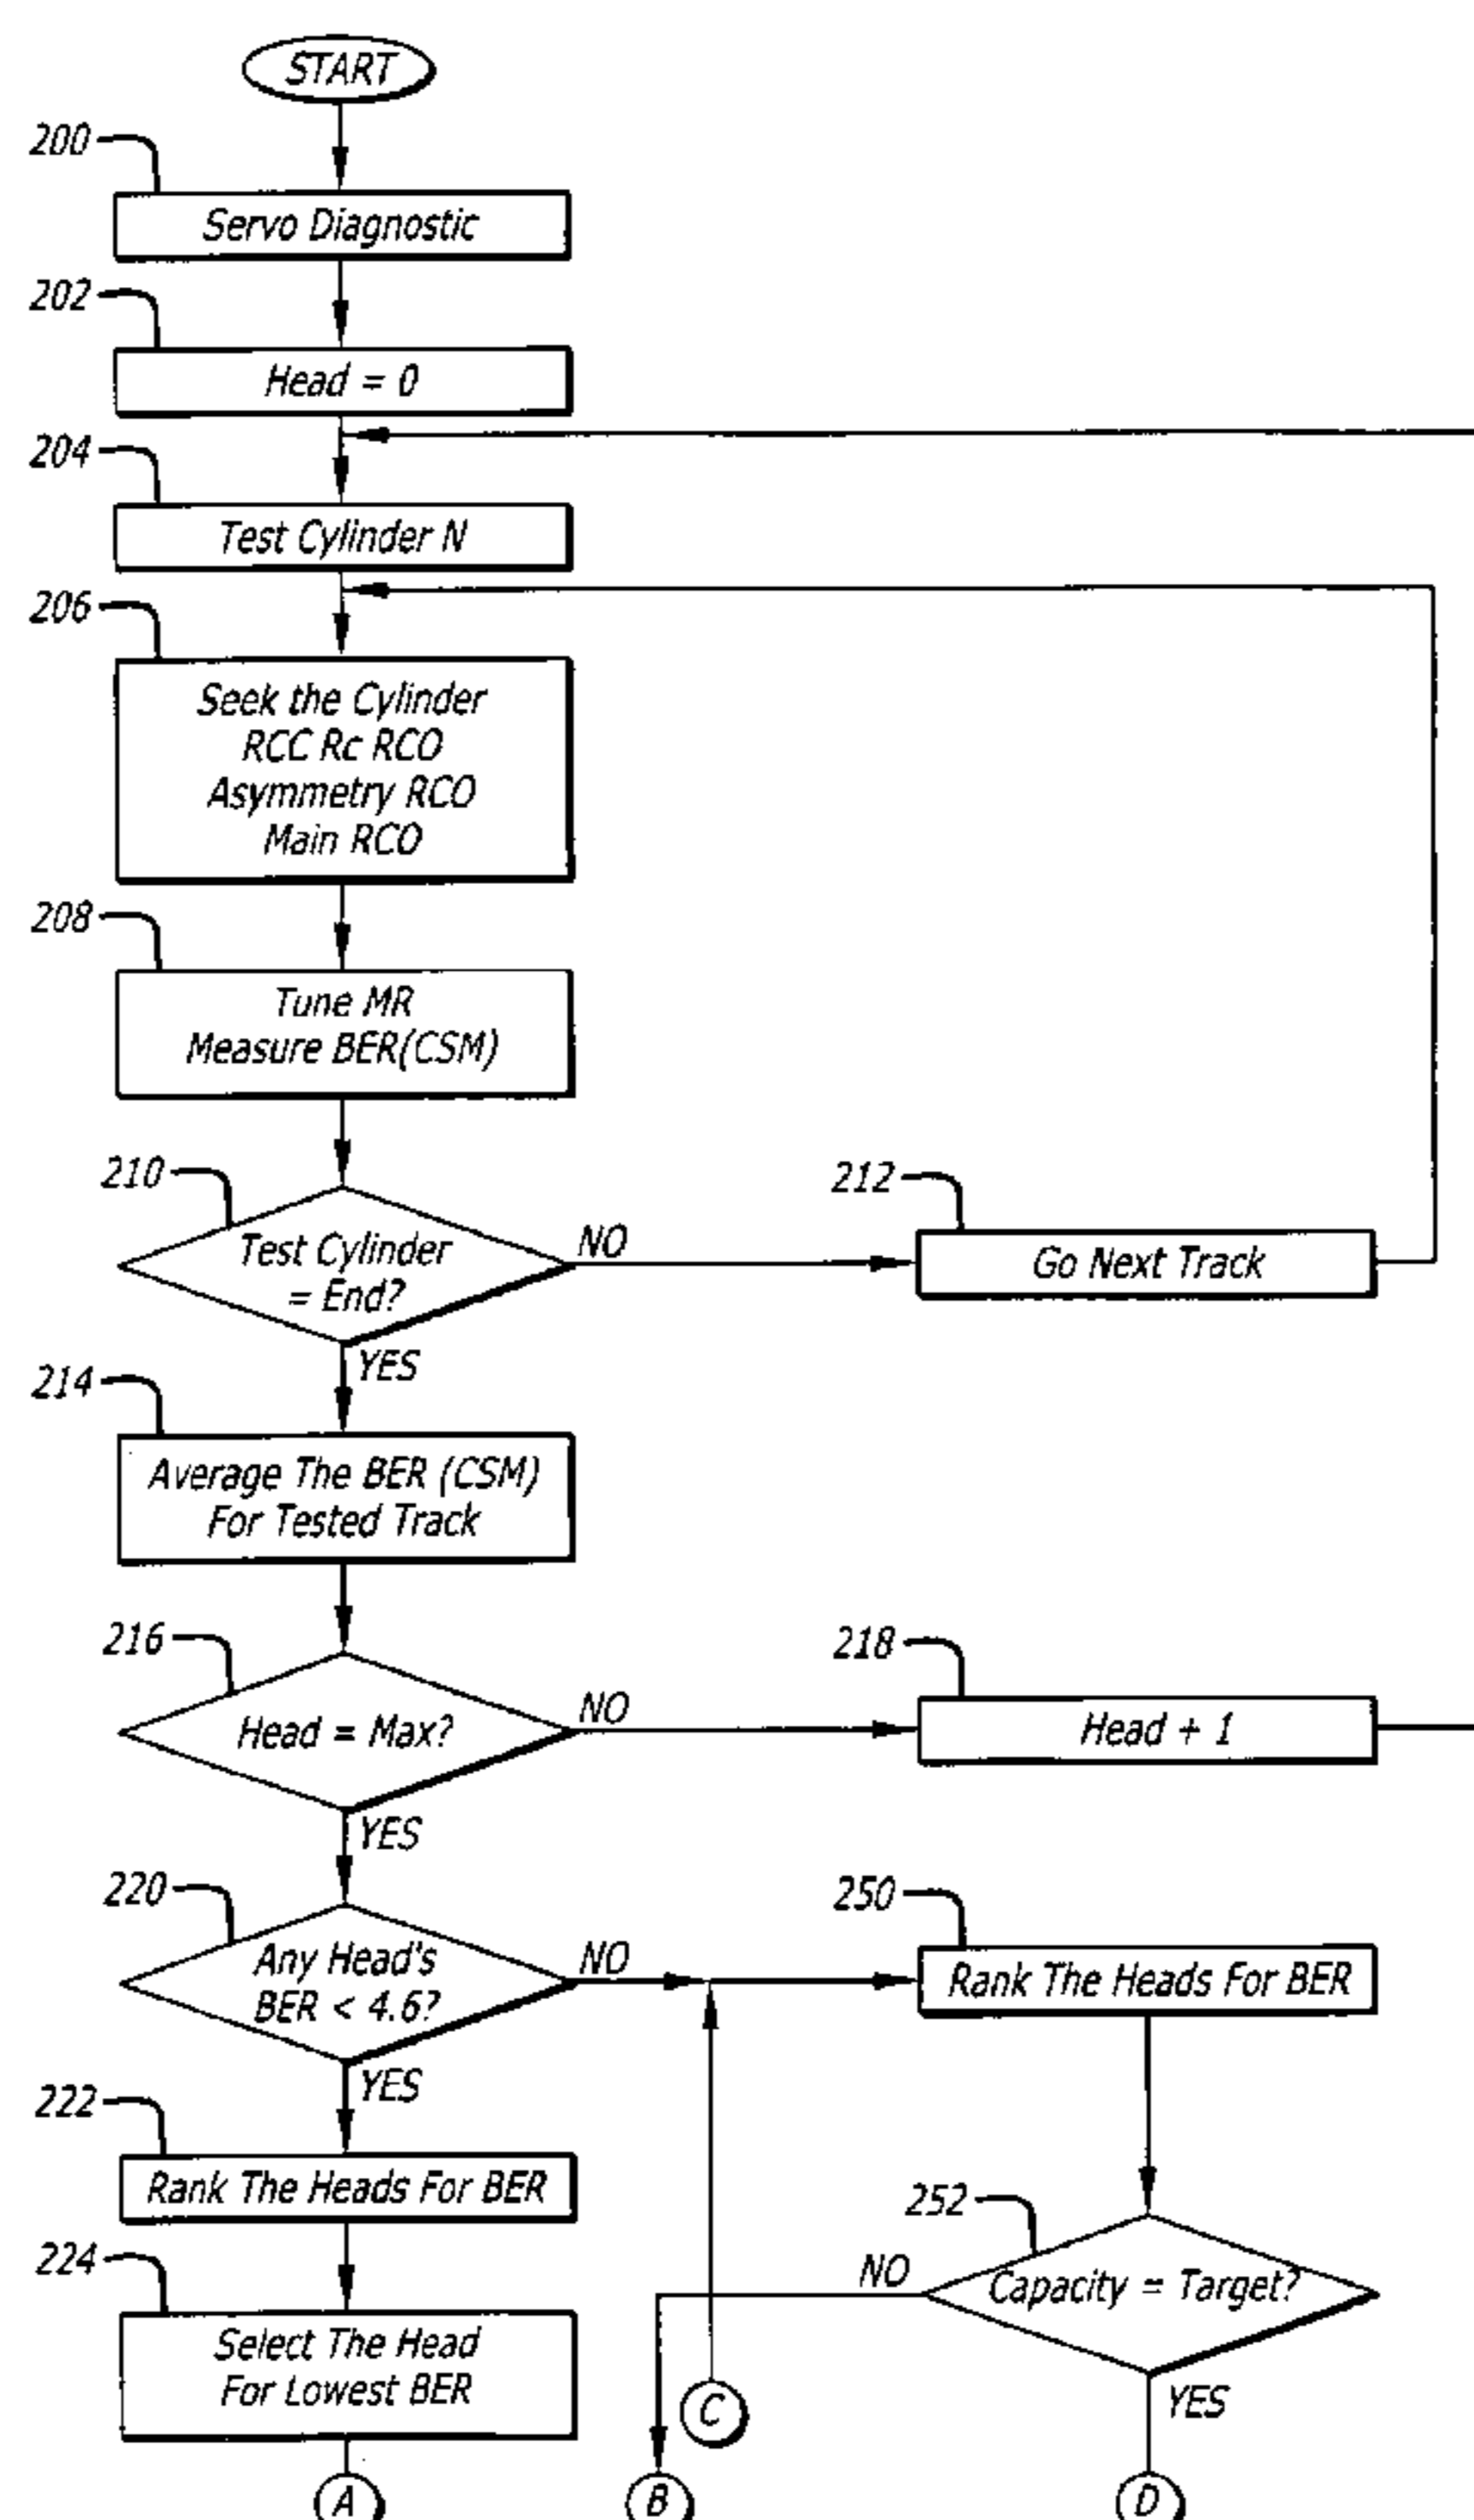 START
200
Servo Diagnostic
202
Head = 0
204
Test Cylinder N
206
Seek the Cylinder
RCC Rc RCO
Asymmetry RCO
Main RCO
208
Tune MR
Measure BER(CSM)
210
Test Cylinder
= End?
NO
212
Go Next Track
YES
214
Average The BER (CSM)
For Tested Track
216
Head = Max?
NO
218
Head + 1
YES
220
Any Head's
BER < 4.6?
NO
250
Rank The Heads For BER
YES
222
Rank The Heads For BER
252
Capacity = Target?
NO
YES
224
Select The Head
For Lowest BER
C
A
B
D